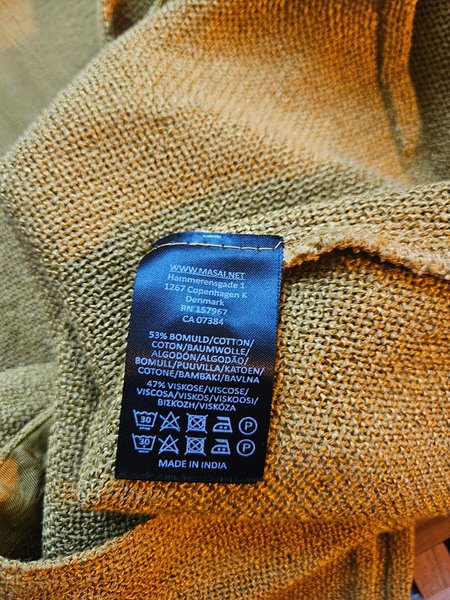 WWW.MASAI.NET
Hammerensgade 1
1267 Copenhagen K
Denmark
RN 157967
CA 07384
53% BOMULD/COTTON/
COTON/BAUMWOLLE/
ALGODÓN/ALGODÃO/
BOMULL/PUUVILLA/KATOEN/
COTONE/BAMBAKI/BAVLNA
47% VISKOSE/VISCOSE/
VISCOSA/VISKOS/VISKOOSI/
ΒΙΣΚΟΖΗ/VISKÓZA
30 P
30 P
MADE IN INDIA